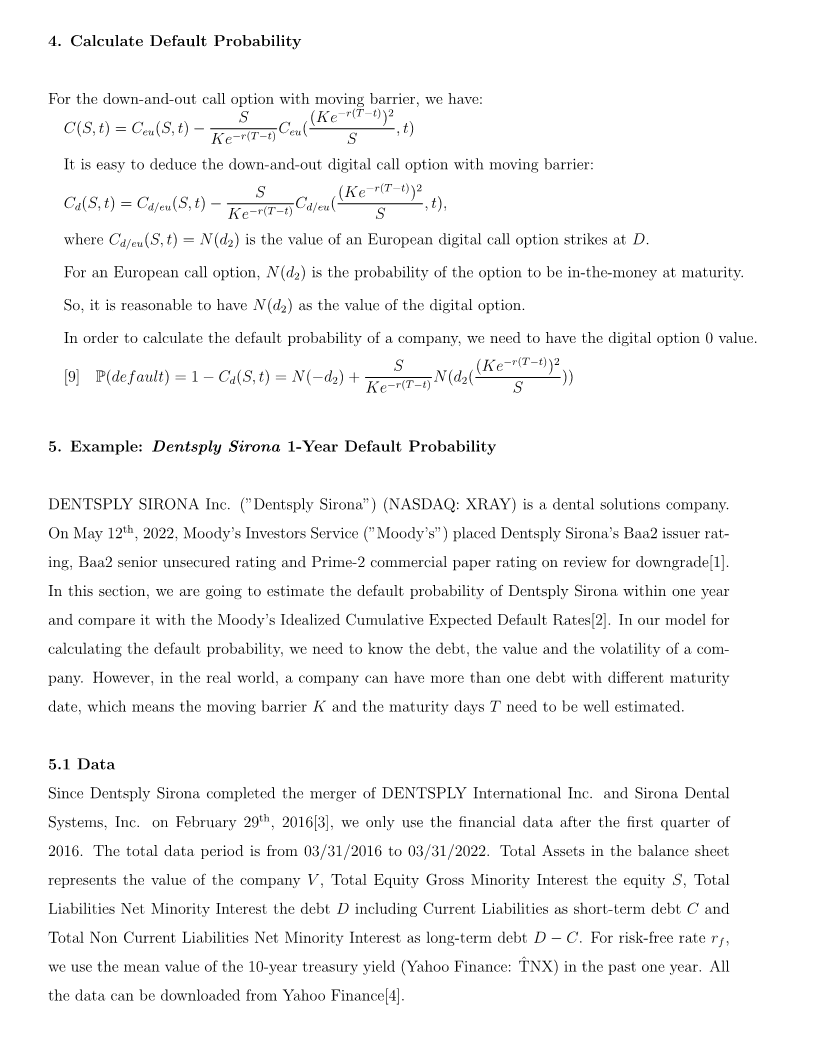 4. Calculate Default Probability
For the down-and-out call option with moving barrier, we have:
C(S, t) = C_{eu}(S, t) − \frac{S}{Ke^{−r(T−t)}} C_{eu}(\frac{(Ke^{−r(T−t)})^2}{S}, t)
It is easy to deduce the down-and-out digital call option with moving barrier:
C_d(S, t) = C_{d/eu}(S, t) − \frac{S}{Ke^{−r(T−t)}} C_{d/eu}(\frac{(Ke^{−r(T−t)})^2}{S}, t),
where C_{d/eu}(S, t) = N(d_2) is the value of an European digital call option strikes at D.
For an European call option, N(d_2) is the probability of the option to be in-the-money at maturity.
So, it is reasonable to have N(d_2) as the value of the digital option.
In order to calculate the default probability of a company, we need to have the digital option 0 value.
[9] ℙ(default) = 1 − C_d(S, t) = N(−d_2) + \frac{S}{Ke^{−r(T−t)}} N(d_2(\frac{(Ke^{−r(T−t)})^2}{S}))
5. Example: Dentsply Sirona 1-Year Default Probability
DENTSPLY SIRONA Inc. (”Dentsply Sirona”) (NASDAQ: XRAY) is a dental solutions company.
On May 12th, 2022, Moody’s Investors Service (”Moody’s”) placed Dentsply Sirona’s Baa2 issuer rat-
ing, Baa2 senior unsecured rating and Prime-2 commercial paper rating on review for downgrade[1].
In this section, we are going to estimate the default probability of Dentsply Sirona within one year
and compare it with the Moody’s Idealized Cumulative Expected Default Rates[2]. In our model for
calculating the default probability, we need to know the debt, the value and the volatility of a com-
pany. However, in the real world, a company can have more than one debt with different maturity
date, which means the moving barrier K and the maturity days T need to be well estimated.
5.1 Data
Since Dentsply Sirona completed the merger of DENTSPLY International Inc. and Sirona Dental
Systems, Inc. on February 29th, 2016[3], we only use the financial data after the first quarter of
2016. The total data period is from 03/31/2016 to 03/31/2022. Total Assets in the balance sheet
represents the value of the company V, Total Equity Gross Minority Interest the equity S, Total
Liabilities Net Minority Interest the debt D including Current Liabilities as short-term debt C and
Total Non Current Liabilities Net Minority Interest as long-term debt D − C. For risk-free rate r_f,
we use the mean value of the 10-year treasury yield (Yahoo Finance: T̂NX) in the past one year. All
the data can be downloaded from Yahoo Finance[4].